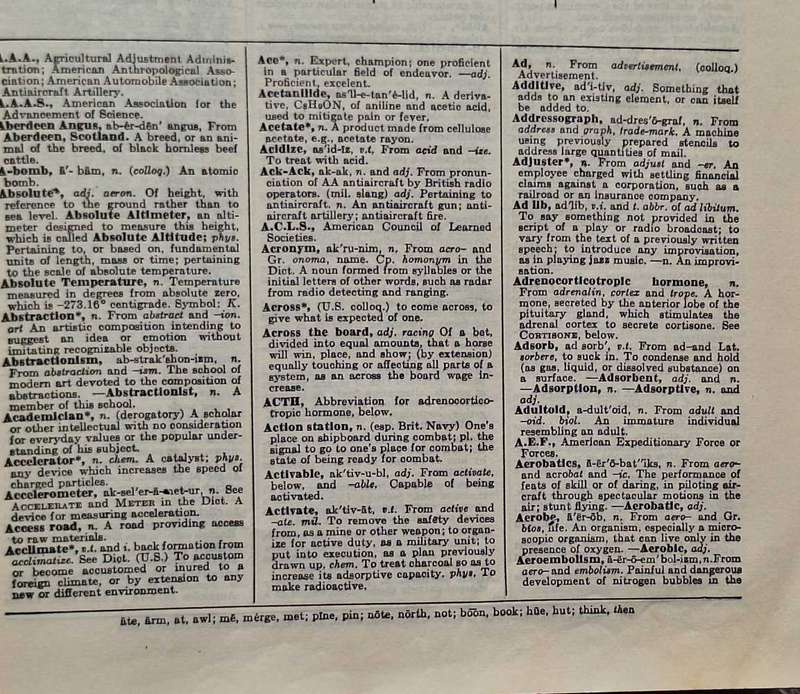 A.A.A., Agricultural Adjustment Adminis-
tration; American Anthropological Asso-
ciation; American Automobile Association;
Antiaircraft Artillery.
A.A.A.S., American Association for the
Advancement of Science.
Aberdeen Angus, ab-ẽr-dēn' angus, From
Aberdeen, Scotland. A breed, or an ani-
mal of the breed, of black hornless beef
cattle.
A-bomb, ā'- bäm, n. (colloq.) An atomic
bomb.
Absolute*, adj. aeron. Of height, with
reference to the ground rather than to
sea level. Absolute Altimeter, an alti-
meter designed to measure this height,
which is called Absolute Altitude; phys.
Pertaining to, or based on, fundamental
units of length, mass or time; pertaining
to the scale of absolute temperature.
Absolute Temperature, n. Temperature
measured in degrees from absolute zero,
which is -273.16° centigrade. Symbol: K.
Abstraction*, n. From abstract and -ion.
art An artistic composition intending to
suggest an idea or emotion without
imitating recognizable objects.
Abstractionism, ab-strak'shon-izm, n.
From abstraction and -ism. The school of
modern art devoted to the composition of
abstractions. —Abstractionist, n. A
member of this school.
Academician*, n. (derogatory) A scholar
or other intellectual with no consideration
for everyday values or the popular under-
standing of his subject.
Accelerator*, n. chem. A catalyst; phys.
any device which increases the speed of
charged particles.
Accelerometer, ak-sel'er-ä-met-ur, n. See
ACCELERATE and METER in the Dict. A
device for measuring acceleration.
Access road, n. A road providing access
to raw materials.
Acclimate*, v.t. and i. back formation from
acclimatize. See Dict. (U.S.) To accustom
or become accustomed or inured to a
foreign climate, or by extension to any
new or different environment.
Ace*, n. Expert, champion; one proficient
in a particular field of endeavor. —adj.
Proficient, excelent.
Acetanilide, as''il-e-tan'ē-lid, n. A deriva-
tive, C₈H₉ON, of aniline and acetic acid,
used to mitigate pain or fever.
Acetate*, n. A product made from cellulose
acetate, e.g., acetate rayon.
Acidize, as'id-īz, v.t. From acid and -ize.
To treat with acid.
Ack-Ack, ak-ak, n. and adj. From pronun-
ciation of AA antiaircraft by British radio
operators. (mil. slang) adj. Pertaining to
antiaircraft. n. An antiaircraft gun; anti-
aircraft artillery; antiaircraft fire.
A.C.L.S., American Council of Learned
Societies.
Acronym, ak'ru-nim, n. From aero- and
Gr. onoma, name. Cp. homonym in the
Dict. A noun formed from syllables or the
initial letters of other words, such as radar
from radio detecting and ranging.
Across*, (U.S. colloq.) to come across, to
give what is expected of one.
Across the board, adj. racing Of a bet,
divided into equal amounts, that a horse
will win, place, and show; (by extension)
equally touching or affecting all parts of a
system, as an across the board wage in-
crease.
ACTH, Abbreviation for adrenocortico-
tropic hormone, below.
Action station, n. (esp. Brit. Navy) One's
place on shipboard during combat; pl. the
signal to go to one's place for combat; the
state of being ready for combat.
Activable, ak'tiv-u-bl, adj. From activate,
below, and -able. Capable of being
activated.
Activate, ak'tiv-āt, v.t. From active and
-ate. mil. To remove the safety devices
from, as a mine or other weapon; to organ-
ize for active duty, as a military unit; to
put into execution, as a plan previously
drawn up. chem. To treat charcoal so as to
increase its adsorptive capacity. phys. To
make radioactive.
Ad, n. From advertisement. (colloq.)
Advertisement.
Additive, ad'i-tiv, adj. Something that
adds to an existing element, or can itself
be added to.
Addressograph, ad-dres'ō-graf, n. From
address and graph, trade-mark. A machine
using previously prepared stencils to
address large quantities of mail.
Adjuster*, n. From adjust and -er. An
employee charged with settling financial
claims against a corporation, such as a
railroad or an insurance company.
Ad lib, ad'lib, v.t. and i. abbr. of ad libitum.
To say something not provided in the
script of a play or radio broadcast; to
vary from the text of a previously written
speech; to introduce any improvisation,
as in playing jazz music. —n. An improvi-
sation.
Adrenocorticotropic hormone, n.
From adrenalin, cortex and trope. A hor-
mone, secreted by the anterior lobe of the
pituitary gland, which stimulates the
adrenal cortex to secrete cortisone. See
CORTISONE, below.
Adsorb, ad sorb', v.t. From ad-and Lat.
sorbere, to suck in. To condense and hold
(as gas, liquid, or dissolved substance) on
a surface. —Adsorbent, adj. and n.
—Adsorption, n. —Adsorptive, n. and
adj.
Adultoid, a-dult'oid, n. From adult and
-oid. biol. An immature individual
resembling an adult.
A.E.F., American Expeditionary Force or
Forces.
Aerobatics, ā-ēr'ō-bat''iks, n. From aero-
and acrobat and -ic. The performance of
feats of skill or of daring, in piloting air-
craft through spectacular motions in the
air; stunt flying. —Aerobatic, adj.
Aerobe, ā'ēr-ōb, n. From aero- and Gr.
bios, life. An organism, especially a micro-
scopic organism, that can live only in the
presence of oxygen. —Aerobic, adj.
Aeroembolism, ā-ēr-ō-em'bol-izm, n. From
aero- and embolism. Painful and dangerous
development of nitrogen bubbles in the
āte, ärm, at, awl; mē, mérge, met; pīne, pin; nōte, nörth, not; bo͞on, book; hūe, hut; think, then